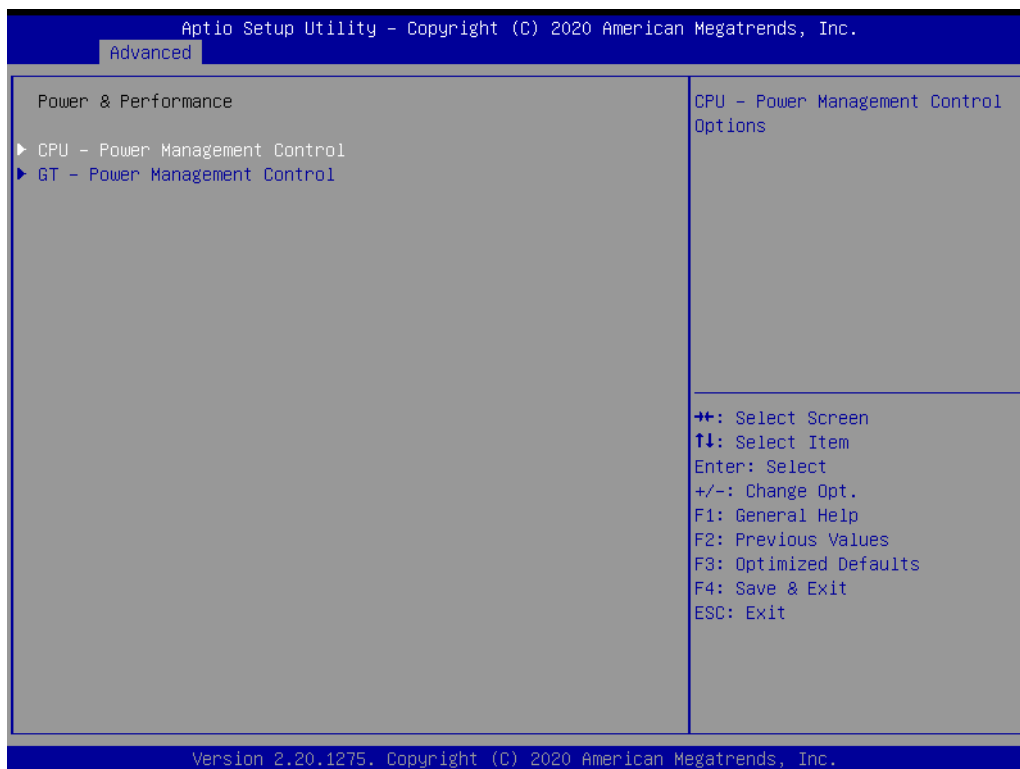 Aptio Setup Utility – Copyright (C) 2020 American Megatrends, Inc.
Advanced
Power & Performance
▶ CPU – Power Management Control
▶ GT – Power Management Control
CPU – Power Management Control
Options
→←: Select Screen
↑↓: Select Item
Enter: Select
+/-: Change Opt.
F1: General Help
F2: Previous Values
F3: Optimized Defaults
F4: Save & Exit
ESC: Exit
Version 2.20.1275. Copyright (C) 2020 American Megatrends, Inc.